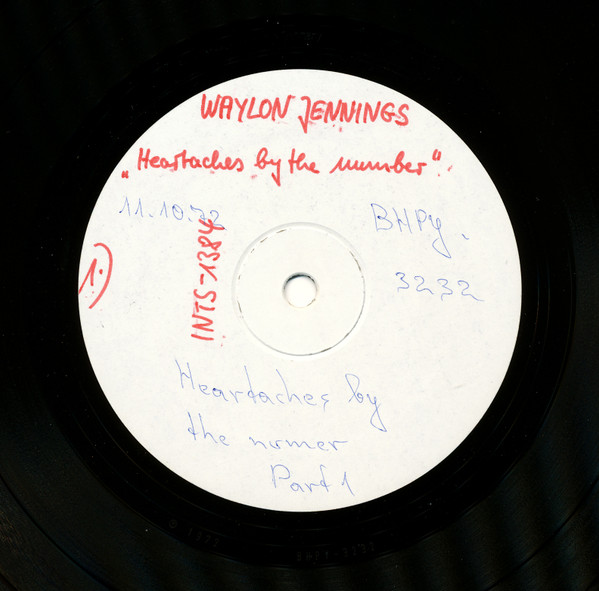 WAYLON JENNINGS
„Heartaches by the number“.
11.10.72
BHPY.
1.)
INTS-1384
3232
Heartaches by
the numer
Part 1